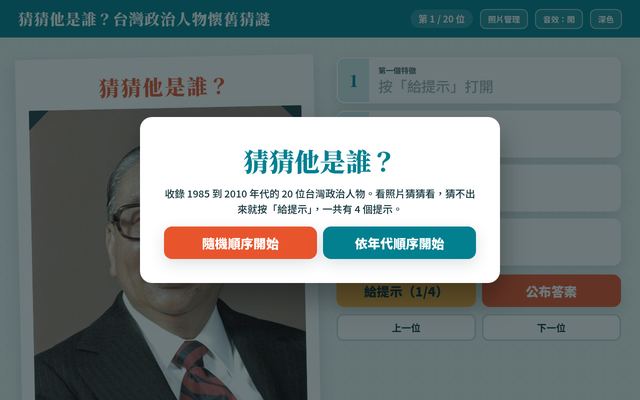 猜猜他是誰？台灣政治人物懷舊猜謎
第 1 / 20 位
照片管理
音效：開
深色
猜猜他是誰？
1
第一個特徵
按「給提示」打開
猜猜他是誰？
收錄 1985 到 2010 年代的 20 位台灣政治人物。看照片猜猜看，猜不出
來就按「給提示」，一共有 4 個提示。
隨機順序開始
依年代順序開始
給提示（1/4）
公布答案
上一位
下一位